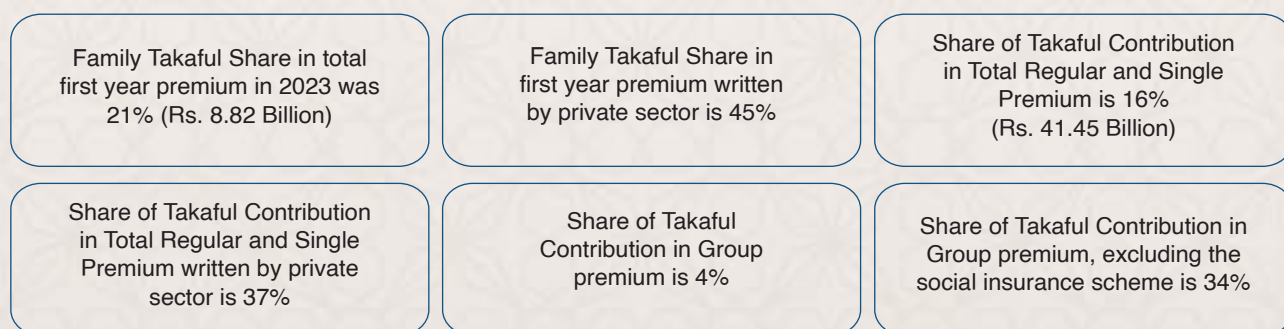 Family Takaful Share in total
first year premium in 2023 was
21% (Rs. 8.82 Billion)
Family Takaful Share in
first year premium written
by private sector is 45%
Share of Takaful Contribution
in Total Regular and Single
Premium is 16%
(Rs. 41.45 Billion)
Share of Takaful Contribution
in Total Regular and Single
Premium written by private
sector is 37%
Share of Takaful
Contribution in Group
premium is 4%
Share of Takaful Contribution in
Group premium, excluding the
social insurance scheme is 34%